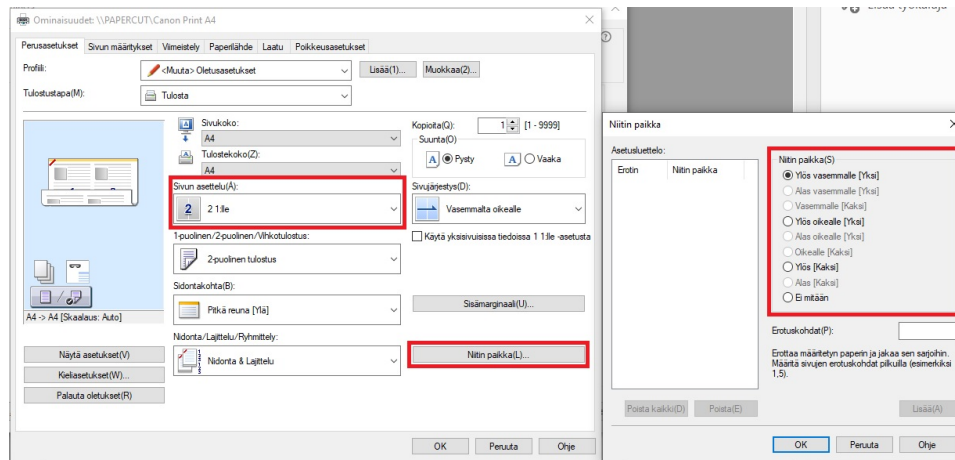 Ominaisuudet: \\PAPERCUT\Canon Print A4
Perusasetukset Sivun määritykset Viimeistely Paperilähde Laatu Poikkeusasetukset
Profiili:
<Muuta> Oletusasetukset
Lisää(1)...
Muokkaa(2)...
Tulostustapa(M):
Tulosta
Sivukoko:
A4
Tulostekoko(Z):
A4
Kopioita(Q):
1 [1 - 9999]
Suunta(O)
A Pysty
A Vaaka
Sivun asettelu(Å):
2 2 1:lle
Sivujärjestys(D):
Vasemmalta oikealle
1-puolinen/2-puolinen/Vihkotulostus:
2-puolinen tulostus
Käytä yksisivuisissa tiedoissa 1 1:lle -asetusta
Sidontakohta(B):
Pitkä reuna [Ylä]
Sisämarginaali(U)...
A4 -> A4 [Skaalaus: Auto]
Nidonta/Lajittelu/Ryhmittely:
Nidonta & Lajittelu
Niitin paikka(L)...
Näytä asetukset(V)
Kieliasetukset(W)...
Palauta oletukset(R)
OK Peruuta Ohje
Niitin paikka
Asetusluettelo:
Erotin Niitin paikka
Niitin paikka(S)
Ylös vasemmalle [Yksi]
Alas vasemmalle [Yksi]
Vasemmalle [Kaksi]
Ylös oikealle [Yksi]
Alas oikealle [Yksi]
Oikealle [Kaksi]
Ylös [Kaksi]
Alas [Kaksi]
Ei mitään
Erotuskohdat(P):
Erottaa määritetyn paperin ja jakaa sen sarjoihin.
Määritä sivujen erotuskohdat pilkuilla (esimerkiksi
1,5).
Poista kaikki(D) Poista(E) Lisää(A)
OK Peruuta Ohje